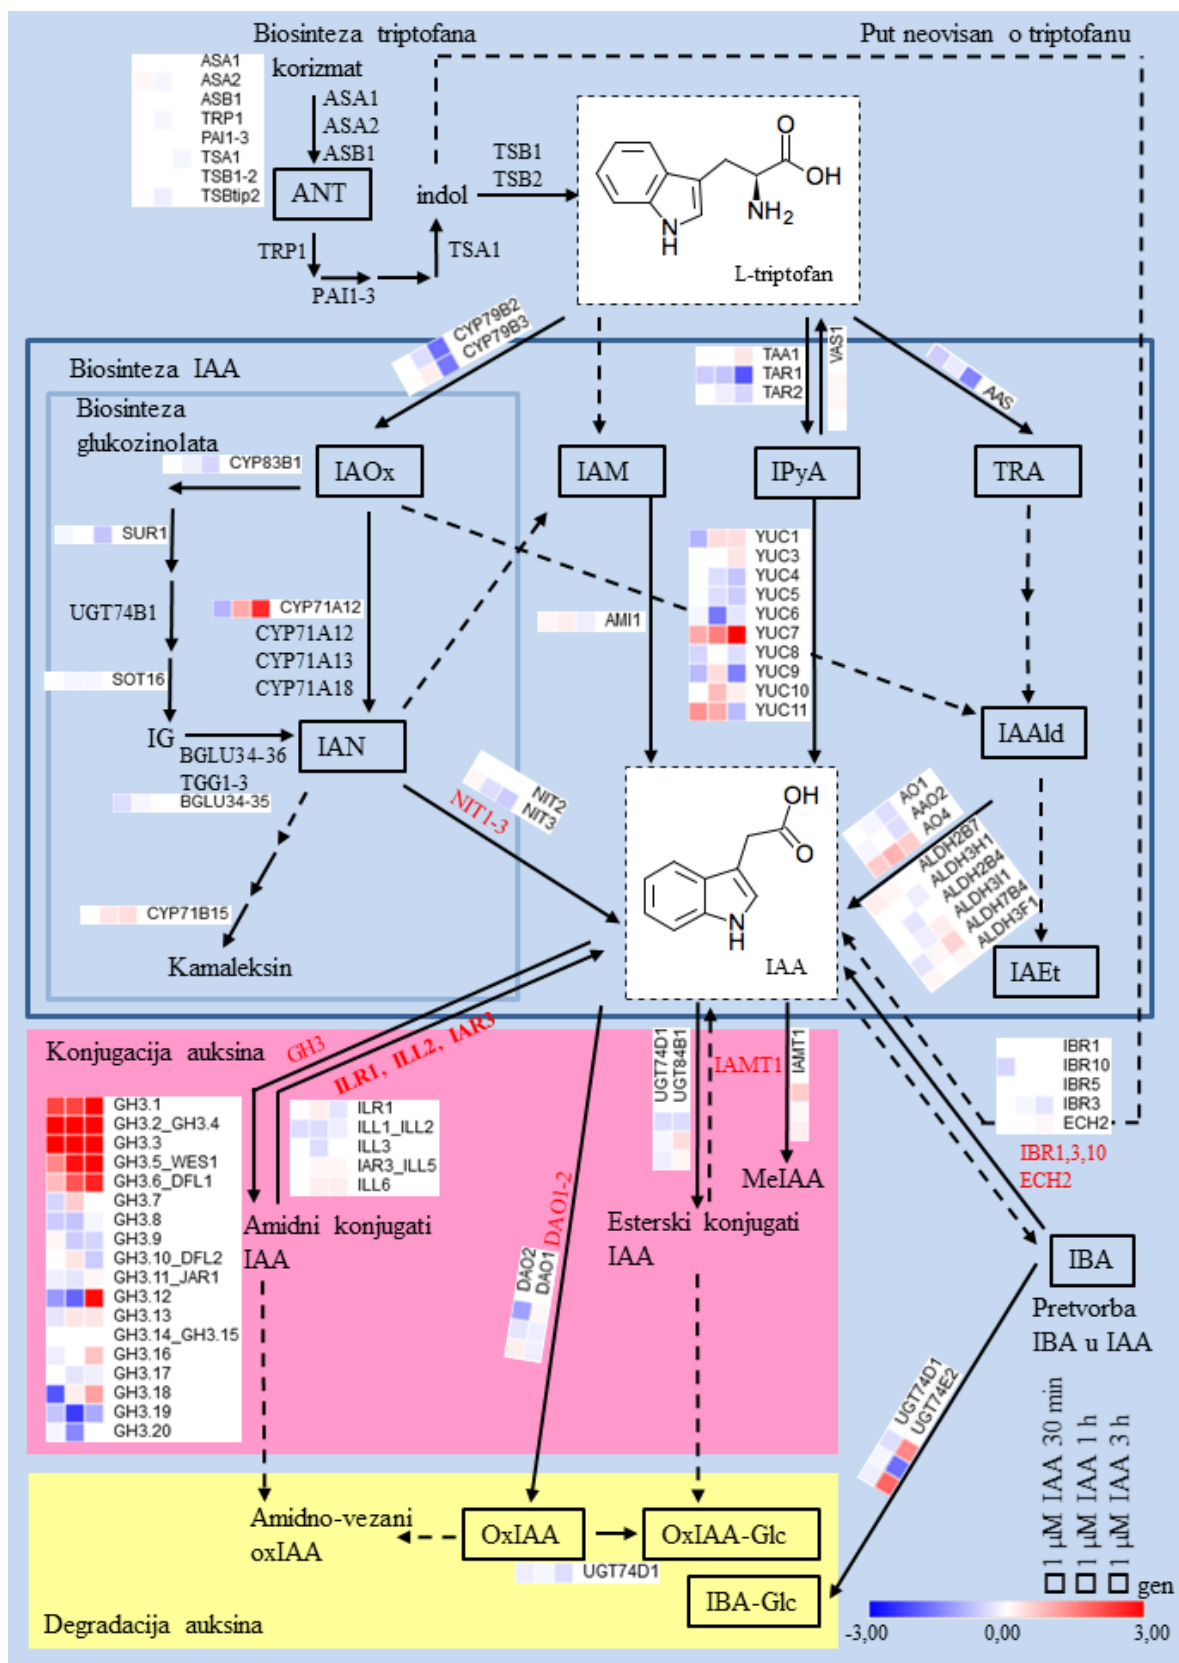 Biosinteza triptofana
Put neovisan o triptofanu
korizmat
ASA1
ASA2
ASB1
TRP1
PAI1-3
TSA1
TSB1-2
TSBtip2
ASA1
ASA2
ASB1
ANT
TRP1
PAI1-3
TSA1
indol
TSB1
TSB2
O
OH
NH2
N
H
L-triptofan
CYP79B2
CYP79B3
TAA1
TAR1
TAR2
VAS1
AAS
Biosinteza IAA
Biosinteza
glukozinolata
CYP83B1
IAOx
IAM
IPyA
TRA
SUR1
UGT74B1
SOT16
CYP71A12
CYP71A12
CYP71A13
CYP71A18
AMI1
YUC1
YUC3
YUC4
YUC5
YUC6
YUC7
YUC8
YUC9
YUC10
YUC11
IG
BGLU34-36
TGG1-3
BGLU34-35
IAN
IAAld
NIT2
NIT3
NIT1-3
OH
O
N
H
IAA
AO1
AAO2
AO4
ALDH2B7
ALDH3H1
ALDH2B4
ALDH3I1
ALDH7B4
ALDH3F1
CYP71B15
Kamaleksin
IAEt
Konjugacija auksina
GH3
ILR1, ILL2, IAR3
GH3.1
GH3.2_GH3.4
GH3.3
GH3.5_WES1
GH3.6_DFL1
GH3.7
GH3.8
GH3.9
GH3.10_DFL2
GH3.11_JAR1
GH3.12
GH3.13
GH3.14_GH3.15
GH3.16
GH3.17
GH3.18
GH3.19
GH3.20
ILR1
ILL1_ILL2
ILL3
IAR3_ILL5
ILL6
Amidni konjugati
IAA
DAO1-2
DAO2
DAO1
UGT74D1
UGT84B1
IAMT1
IAMT1
MeIAA
Esterski konjugati
IAA
IBR1
IBR10
IBR5
IBR3
ECH2
IBR1,3,10
ECH2
IBA
Pretvorba
IBA u IAA
UGT74D1
UGT74E2
Amidno-vezani
oxIAA
OxIAA
OxIAA-Glc
UGT74D1
IBA-Glc
Degradacija auksina
1 µM IAA 30 min
1 µM IAA 1 h
1 µM IAA 3 h
gen
-3,00
0,00
3,00